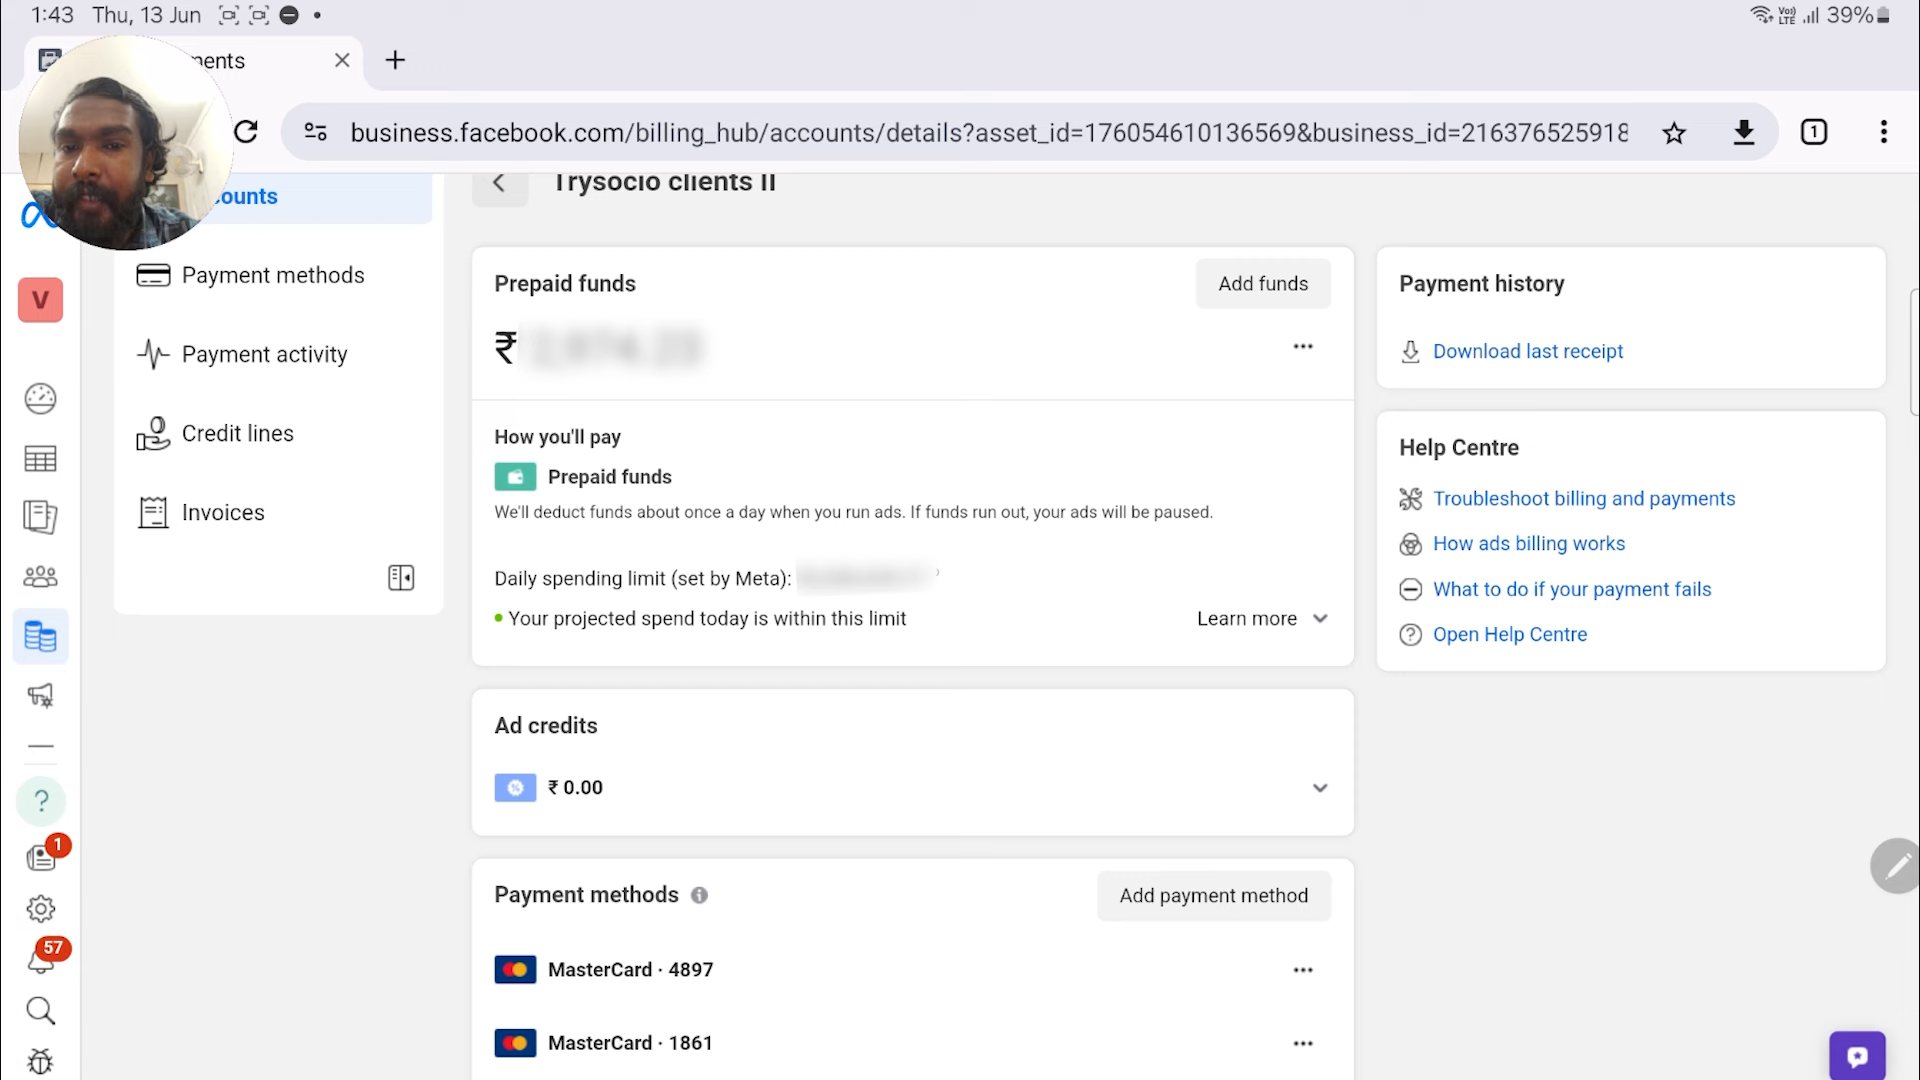 1:43 Thu, 13 Jun
39%
ments
business.facebook.com/billing_hub/accounts/details?asset_id=176054610136569&business_id=216376525918
1
counts
Trysocio clients II
V
Payment methods
Payment activity
Credit lines
Invoices
Prepaid funds
Add funds
₹
How you'll pay
Prepaid funds
We'll deduct funds about once a day when you run ads. If funds run out, your ads will be paused.
Daily spending limit (set by Meta):
Your projected spend today is within this limit
Learn more
Ad credits
₹ 0.00
Payment methods
Add payment method
MasterCard · 4897
MasterCard · 1861
Payment history
Download last receipt
Help Centre
Troubleshoot billing and payments
How ads billing works
What to do if your payment fails
Open Help Centre
?
1
57